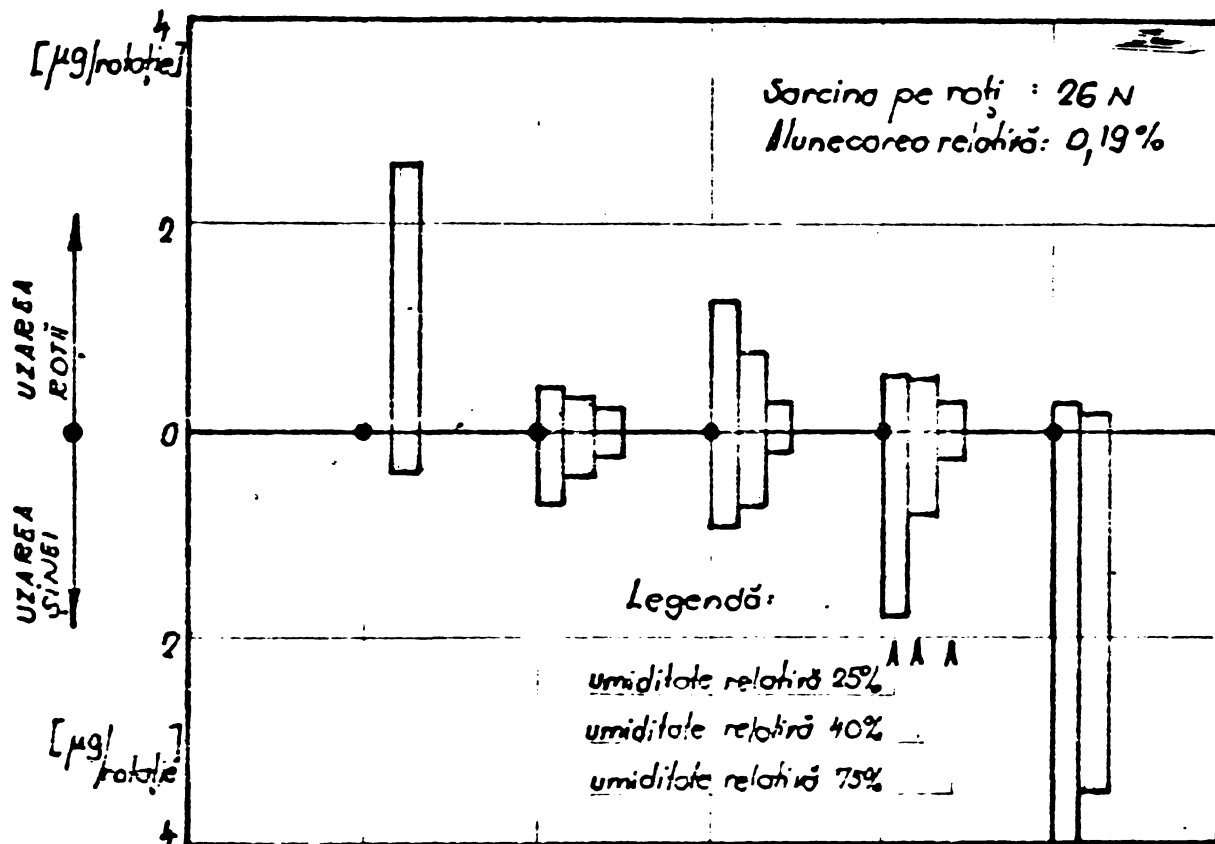 4
[µg/rotație]
Sarcina pe roți : 26 N
Alunecarea relativă: 0,19%
2
UZAREA
ROȚII
0
UZAREA
ȘINEI
Legendă:
2
umiditate relativă 25%
umiditate relativă 40%
[µg/rotație]
umiditate relativă 75%
4